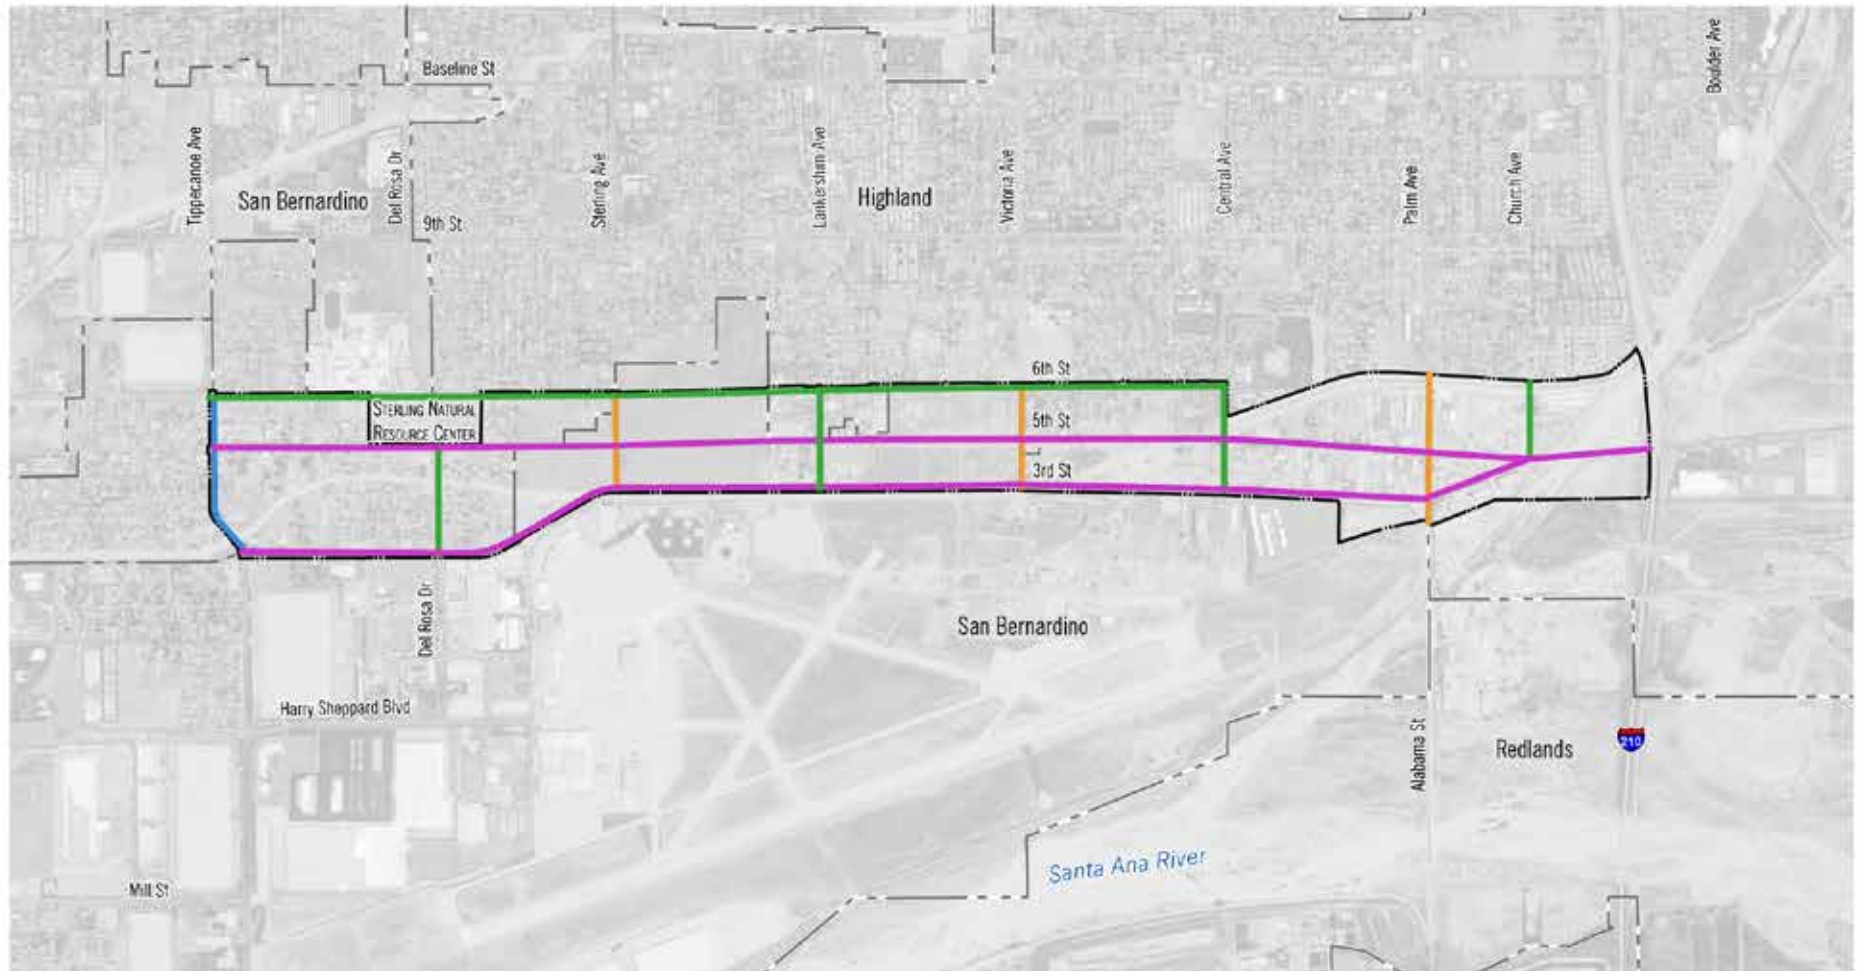 Boulder Ave
Baseline St
Tippecanoe Ave
Del Rosa Dr
Sterling Ave
Lankershim Ave
Victoria Ave
Central Ave
Palm Ave
Church Ave
San Bernardino
Highland
9th St
6th St
STERLING NATURAL
RESOURCE CENTER
5th St
3rd St
Del Rosa Dr
San Bernardino
Harry Sheppard Blvd
Alabama St
Redlands
210
Santa Ana River
Mill St